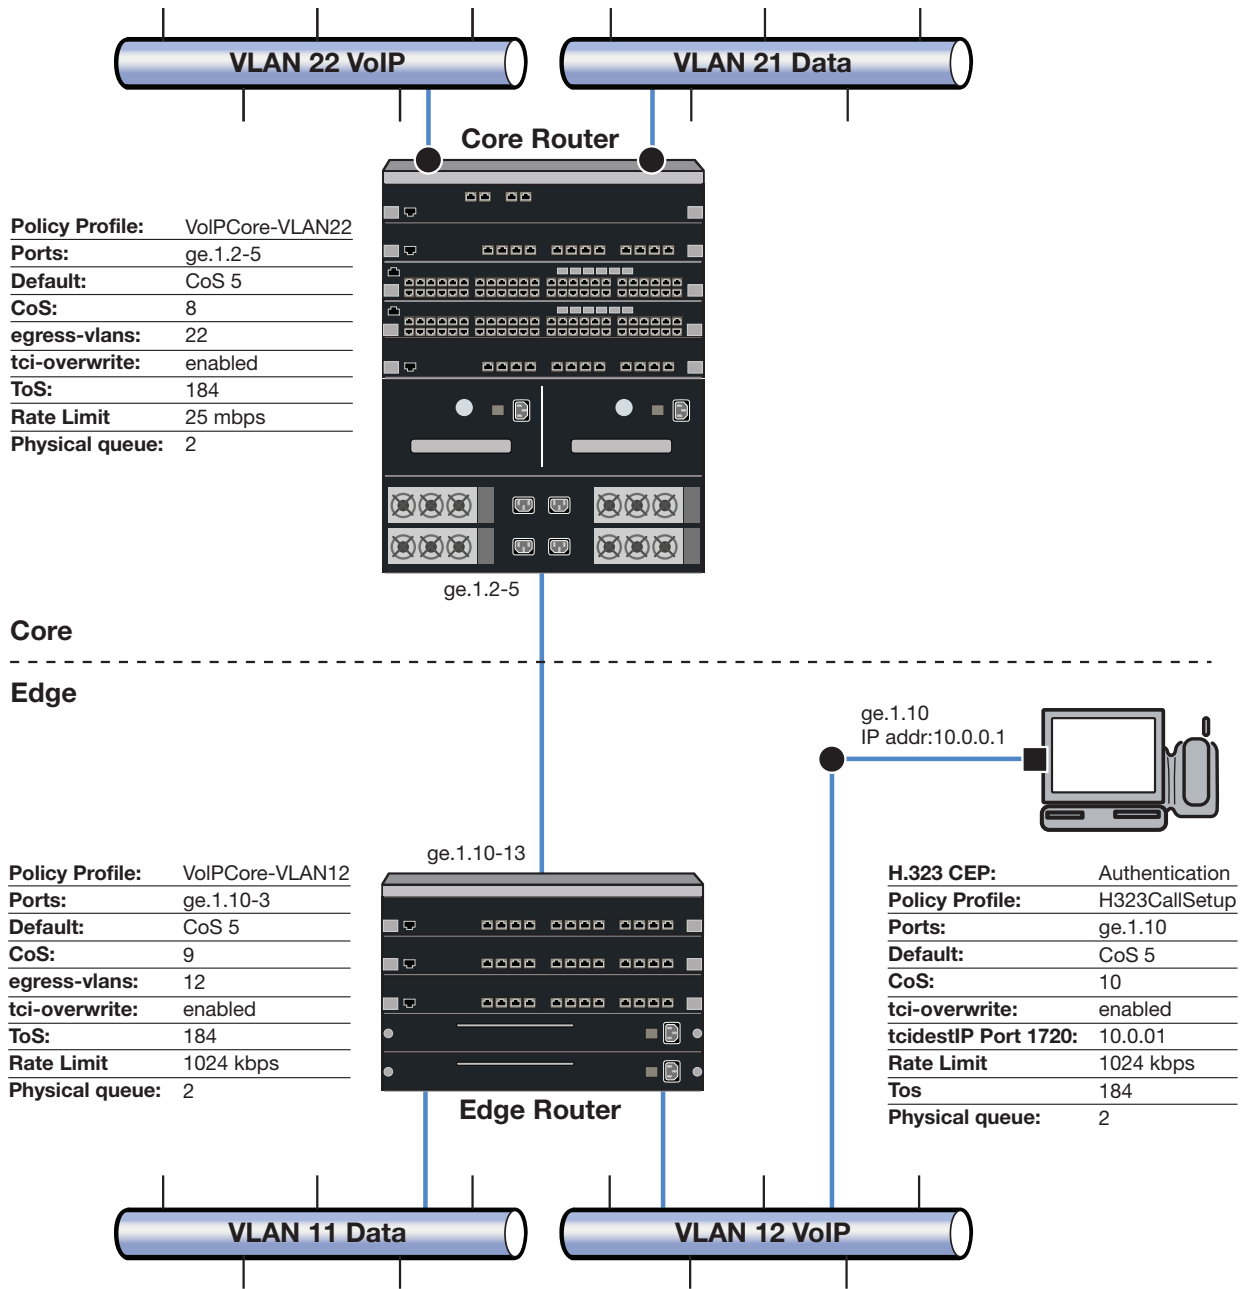 VLAN 22 VoIP
VLAN 21 Data
Core Router
Policy Profile: VoIPCore-VLAN22
Ports: ge.1.2-5
Default: CoS 5
CoS: 8
egress-vlans: 22
tci-overwrite: enabled
ToS: 184
Rate Limit 25 mbps
Physical queue: 2
ge.1.2-5
Core
Edge
ge.1.10
IP addr:10.0.0.1
ge.1.10-13
Policy Profile: VoIPCore-VLAN12
Ports: ge.1.10-3
Default: CoS 5
CoS: 9
egress-vlans: 12
tci-overwrite: enabled
ToS: 184
Rate Limit 1024 kbps
Physical queue: 2
H.323 CEP: Authentication
Policy Profile: H323CallSetup
Ports: ge.1.10
Default: CoS 5
CoS: 10
tci-overwrite: enabled
tcidestIP Port 1720: 10.0.01
Rate Limit 1024 kbps
Tos 184
Physical queue: 2
Edge Router
VLAN 11 Data
VLAN 12 VoIP